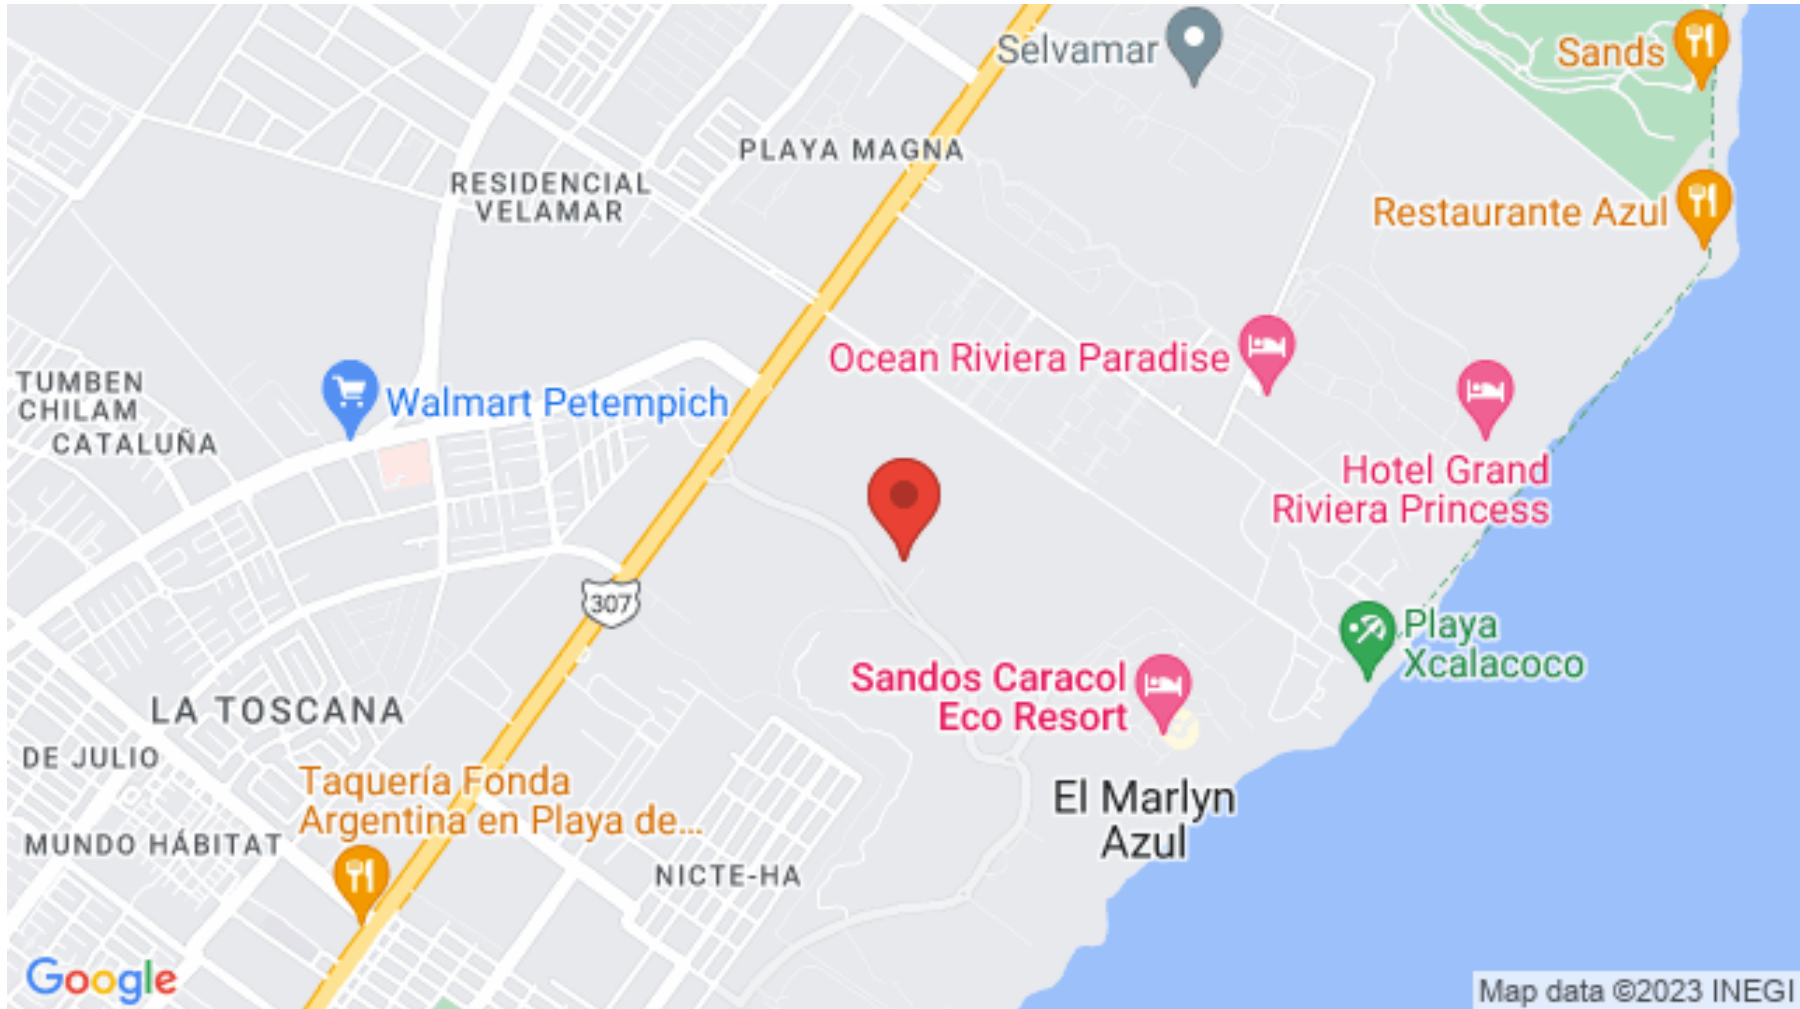 Selvamar
Sands
PLAYA MAGNA
RESIDENCIAL
VELAMAR
Restaurante Azul
Ocean Riviera Paradise
TUMBEN
CHILAM
CATALUÑA
Walmart Petempich
Hotel Grand
Riviera Princess
307
Playa
Xcalacoco
Sandos Caracol
Eco Resort
LA TOSCANA
DE JULIO
Taquería Fonda
Argentina en Playa de...
El Marlyn
Azul
MUNDO HÁBITAT
NICTE-HA
Google
Map data ©2023 INEGI